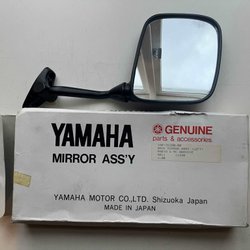 YAMAHA
MIRROR ASS'Y
GENUINE
parts & accessories
YAMAHA MOTOR CO., LTD. Shizuoka Japan
MADE IN JAPAN